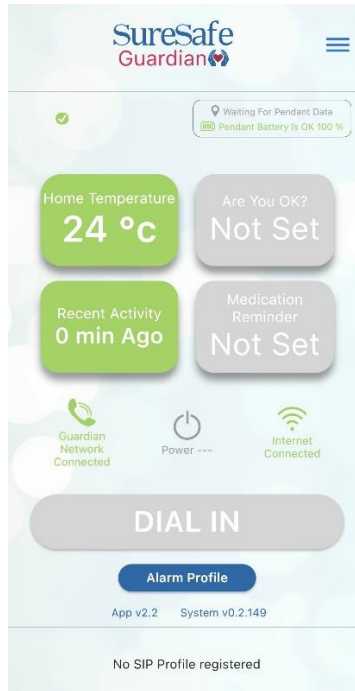 SureSafe
Guardian
Waiting For Pendant Data
Pendant Battery Is OK 100 %
Home Temperature
24 °c
Are You OK?
Not Set
Recent Activity
0 min Ago
Medication
Reminder
Not Set
Guardian
Network
Connected
Power ---
Internet
Connected
DIAL IN
Alarm Profile
App v2.2 System v0.2.149
No SIP Profile registered